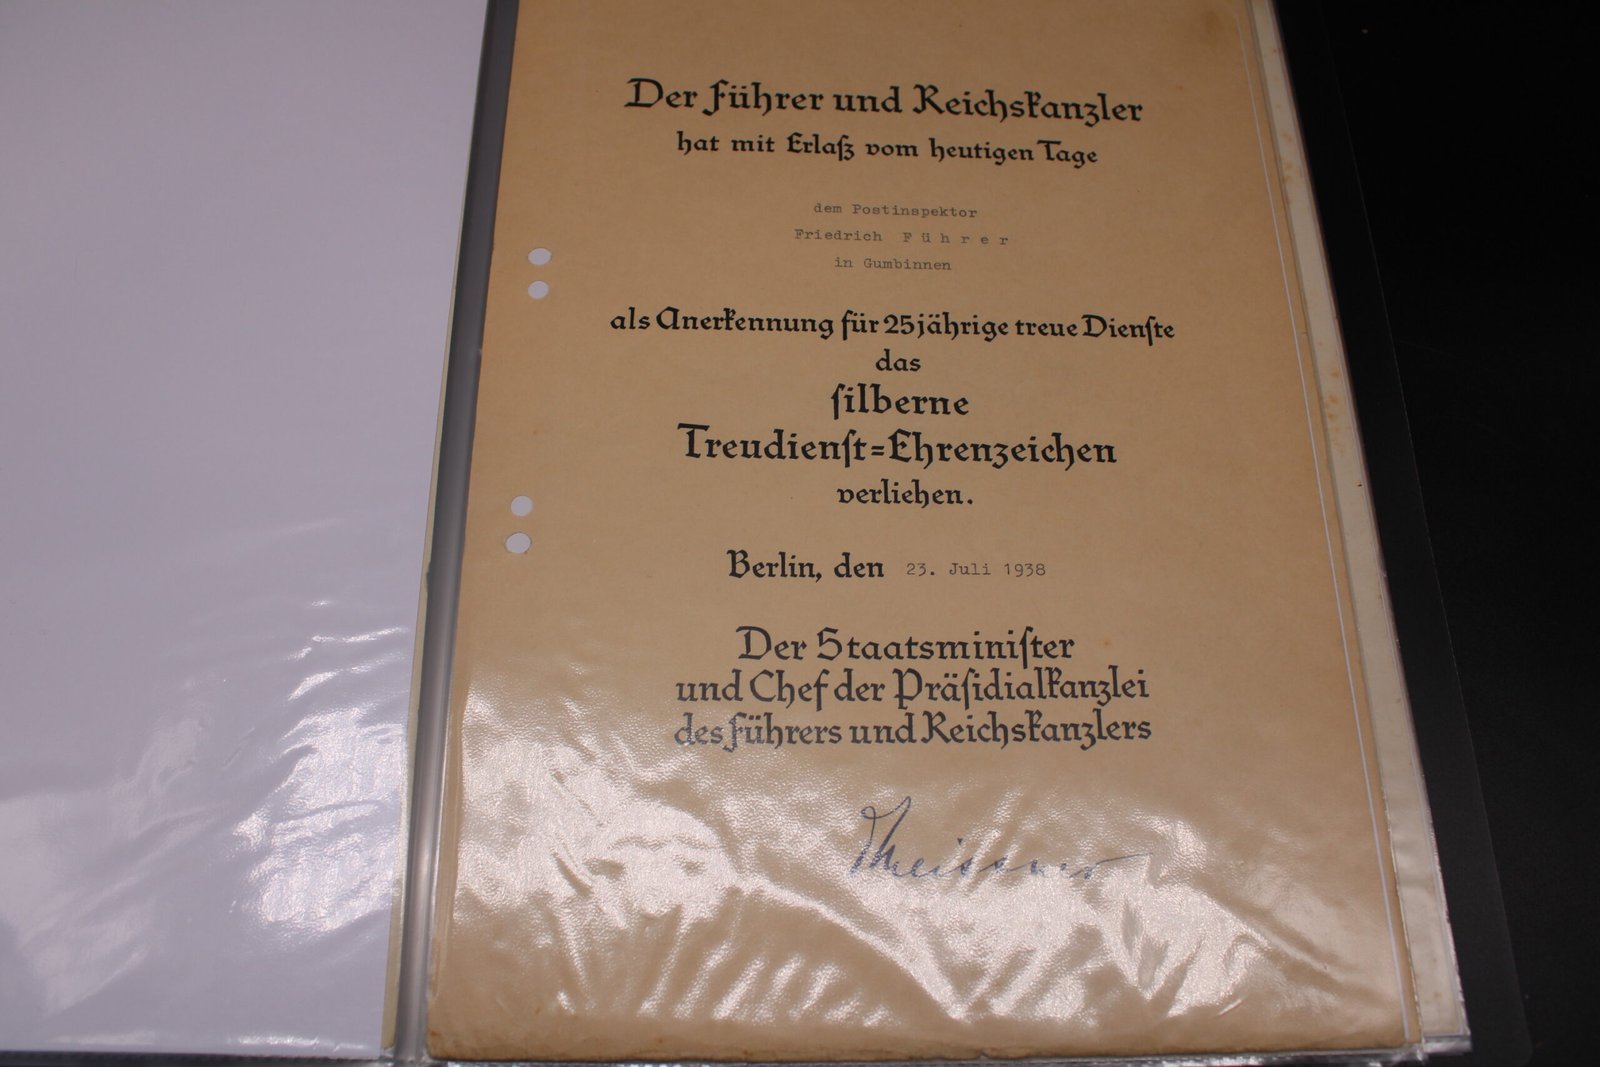 Der Führer und Reichskanzler
hat mit Erlaß vom heutigen Tage
dem Postinspektor
Friedrich F ü h r e r
in Gumbinnen
als Anerkennung für 25jährige treue Dienſte
das
ſilberne
Treudienſt=Ehrenzeichen
verliehen.
Berlin, den 23. Juli 1938
Der Staatsminiſter
und Chef der Präſidialkanzlei
des Führers und Reichskanzlers
Meissner